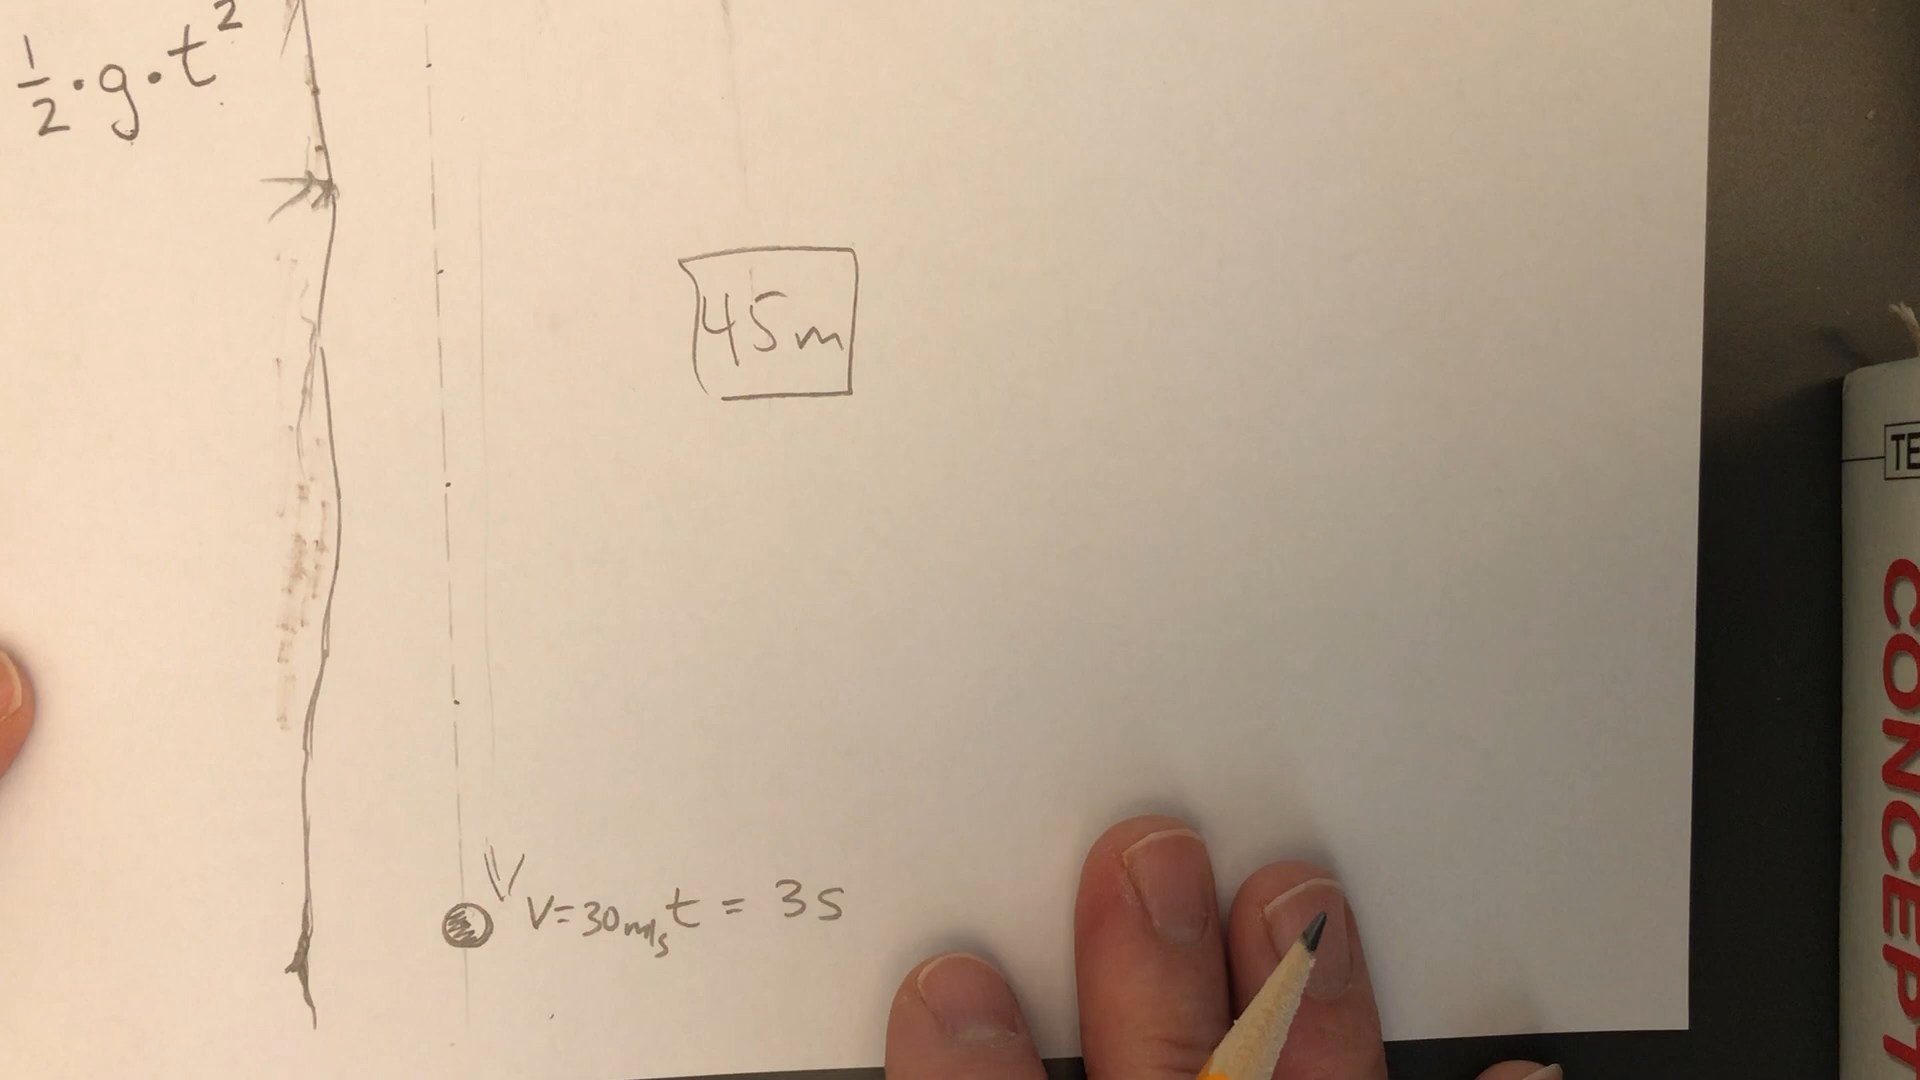 1/2 · g · t²
45m
V=30m/s t = 3s
TE
CONCEPT